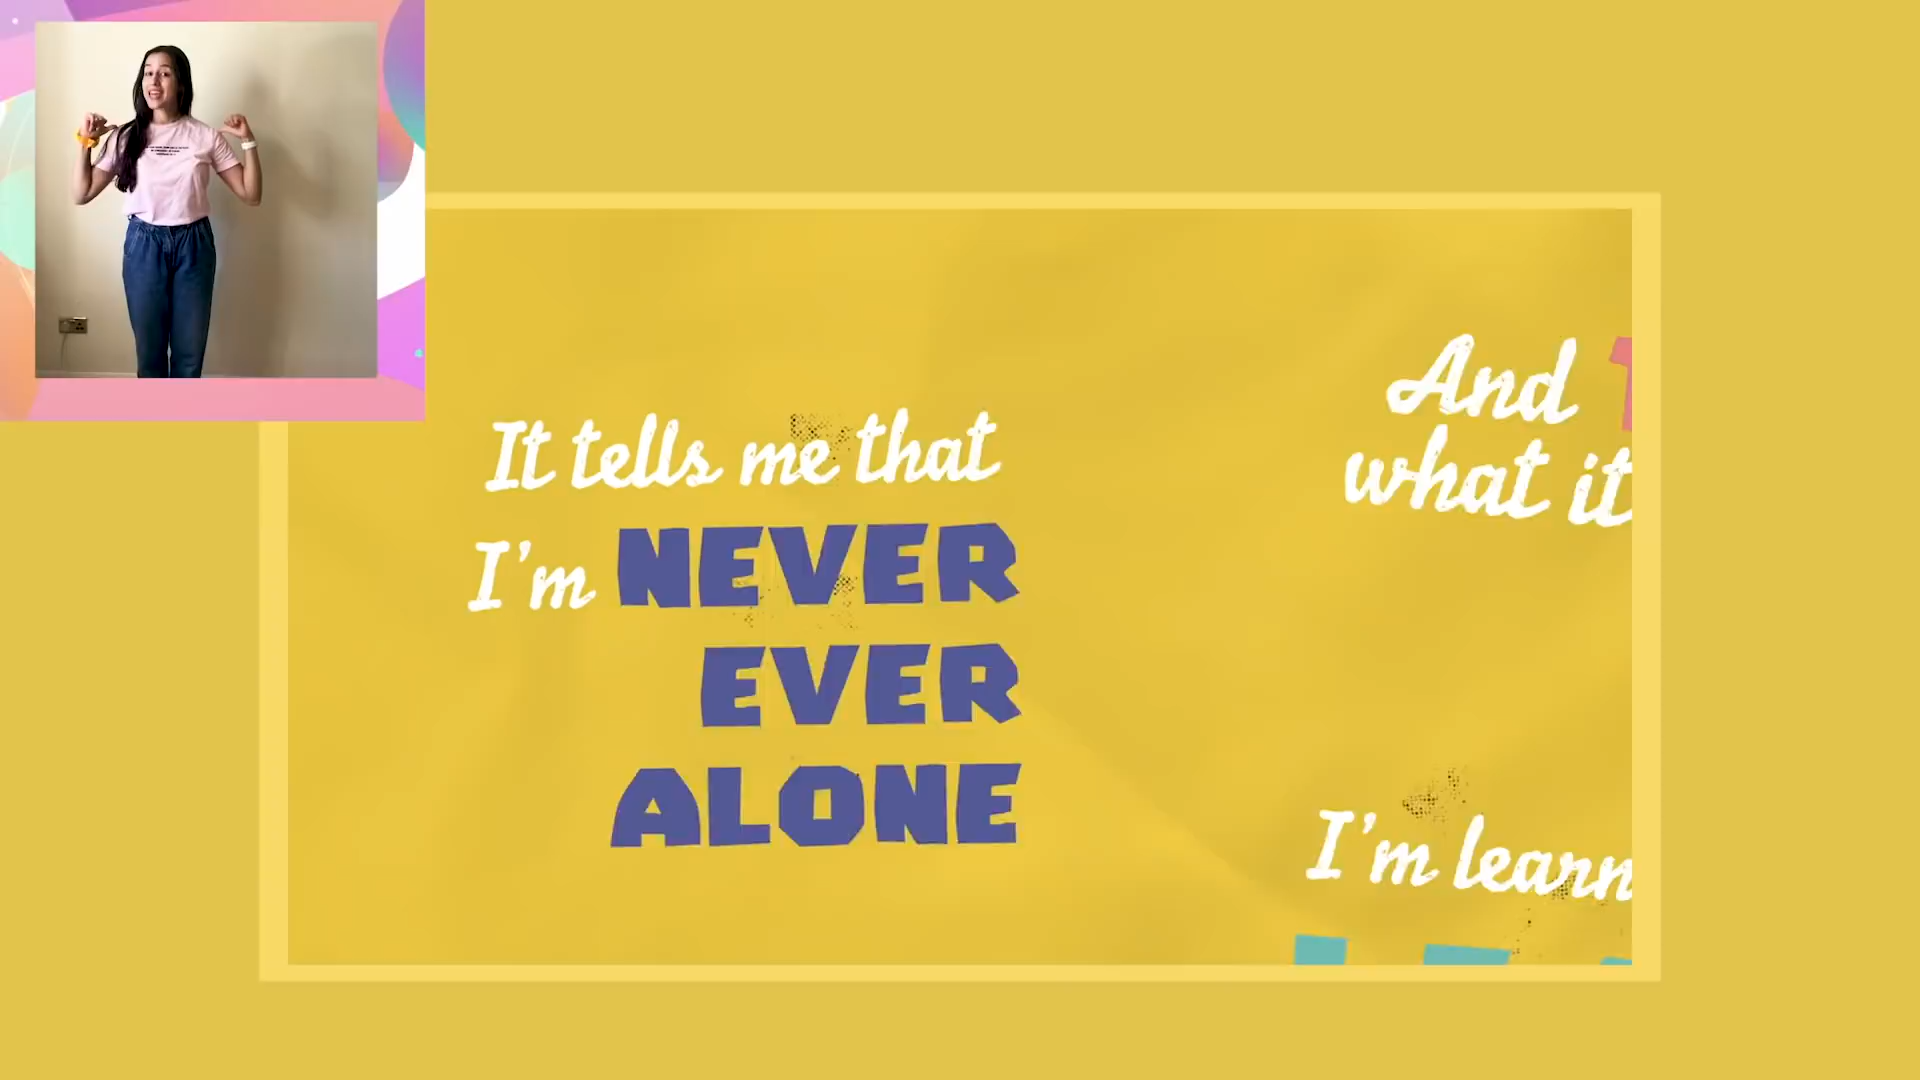 It tells me that
I'm NEVER
EVER
ALONE
And
what it
I'm learn